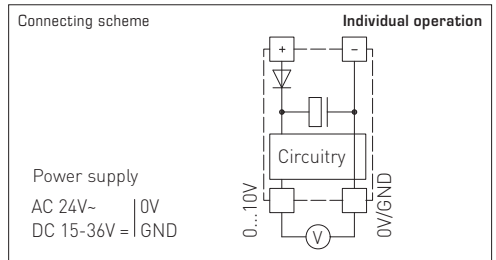 Connecting scheme
Individual operation
+ −
Circuitry
Power supply
AC 24V~ 0V
DC 15-36V = GND
0...10V
0V/GND
V